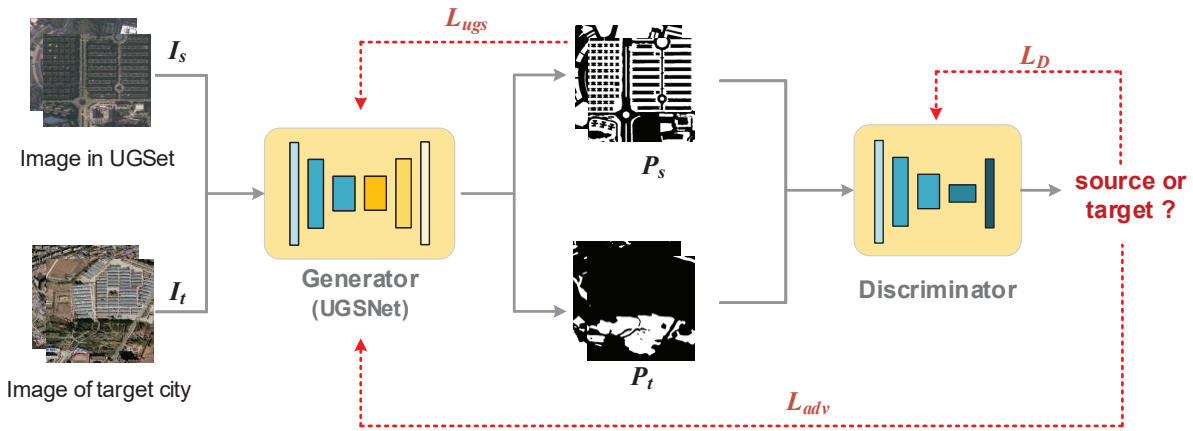 L_ugs
I_s
L_D
Image in UGSet
P_s
source or
target ?
Generator
(UGSNet)
Discriminator
I_t
Image of target city
P_t
L_adv